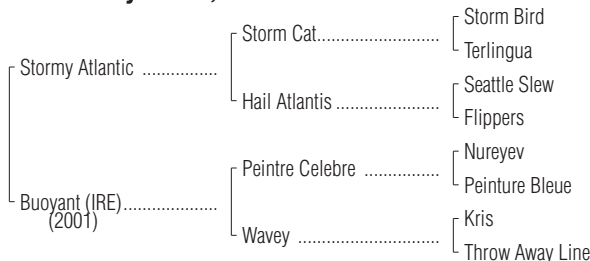 Storm Bird
Storm Cat........................
Terlingua
Stormy Atlantic ...............
Seattle Slew
Hail Atlantis .....................
Flippers
Nureyev
Peintre Celebre ...............
Peinture Bleue
Buoyant (IRE)...................
(2001)
Kris
Wavey .............................
Throw Away Line